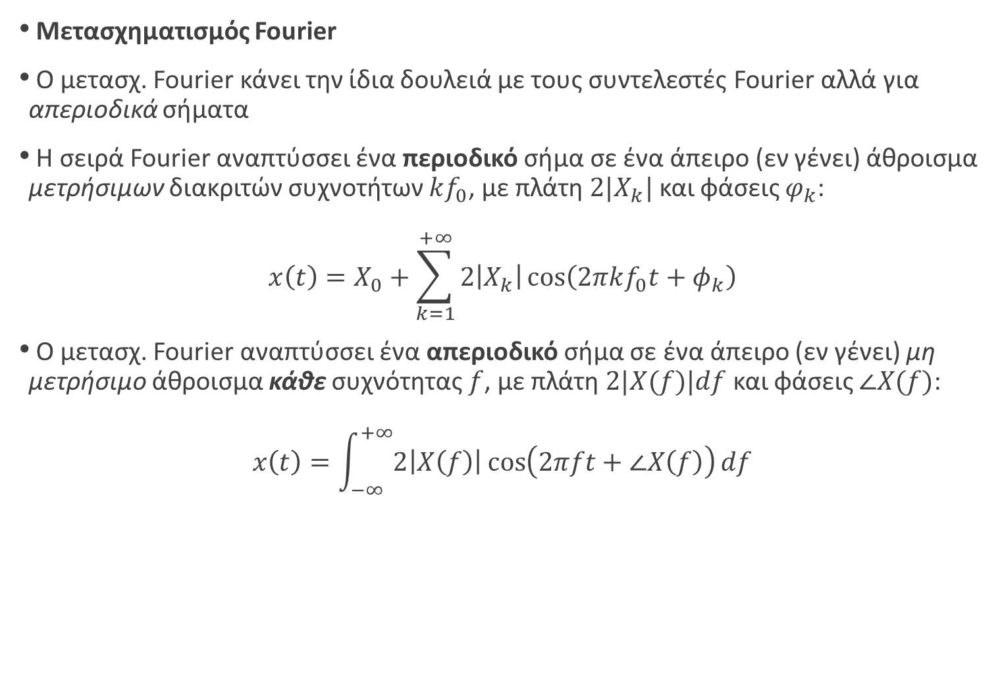 • Μετασχηματισμός Fourier
• Ο μετασχ. Fourier κάνει την ίδια δουλειά με τους συντελεστές Fourier αλλά για
απεριοδικά σήματα
• Η σειρά Fourier αναπτύσσει ένα περιοδικό σήμα σε ένα άπειρο (εν γένει) άθροισμα
μετρήσιμων διακριτών συχνοτήτων $kf_0$, με πλάτη $2|X_k|$ και φάσεις $\varphi_k$:
$x(t) = X_0 + \sum_{k=1}^{+\infty} 2|X_k| \cos(2\pi k f_0 t + \phi_k)$
• Ο μετασχ. Fourier αναπτύσσει ένα απεριοδικό σήμα σε ένα άπειρο (εν γένει) μη
μετρήσιμο άθροισμα κάθε συχνότητας $f$, με πλάτη $2|X(f)|df$ και φάσεις $\angle X(f)$:
$x(t) = \int_{-\infty}^{+\infty} 2|X(f)| \cos(2\pi f t + \angle X(f)) \, df$